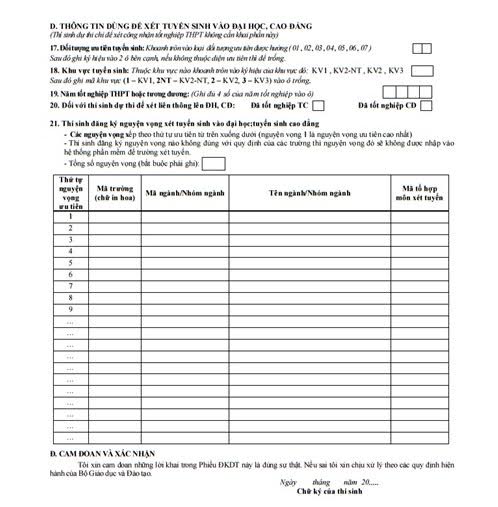 D. THÔNG TIN DÙNG ĐỂ XÉT TUYỂN SINH VÀO ĐẠI HỌC, CAO ĐẲNG
(Thí sinh dự thi chỉ để xét công nhận tốt nghiệp THPT không cần khai phần này)
17. Đối tượng ưu tiên tuyển sinh: Khoanh tròn vào loại đối tượng ưu tiên được hưởng (01, 02, 03, 04, 05, 06, 07)
Sau đó ghi ký hiệu vào 2 ô bên cạnh, nếu không thuộc diện ưu tiên thì để trống.
18. Khu vực tuyển sinh: Thuộc khu vực nào khoanh tròn vào ký hiệu của khu vực đó: KV1, KV2-NT, KV2, KV3
Sau đó ghi mã khu vực (1 – KV1, 2NT – KV2-NT, 2 – KV2, 3 – KV3) vào ô trống.
19. Năm tốt nghiệp THPT hoặc tương đương: (Ghi đủ 4 số của năm tốt nghiệp vào ô)
20. Đối với thí sinh dự thi để xét liên thông lên ĐH, CĐ: Đã tốt nghiệp TC Đã tốt nghiệp CĐ
21. Thí sinh đăng ký nguyện vọng xét tuyển sinh vào đại học;tuyển sinh cao đẳng
- Các nguyện vọng xếp theo thứ tự ưu tiên từ trên xuống dưới (nguyện vọng 1 là nguyện vọng ưu tiên cao nhất)
- Thí sinh đăng ký nguyện vọng nào không đúng với quy định của các trường thì nguyện vọng đó sẽ không được nhập vào
hệ thống phần mềm để trường xét tuyển.
- Tổng số nguyện vọng (bắt buộc phải ghi):
Thứ tự nguyện vọng ưu tiên Mã trường (chữ in hoa) Mã ngành/Nhóm ngành Tên ngành/Nhóm ngành Mã tổ hợp môn xét tuyển
1
2
3
4
5
6
7
8
9
...
...
...
...
...
...
...
...
...
...
...
Đ. CAM ĐOAN VÀ XÁC NHẬN
Tôi xin cam đoan những lời khai trong Phiếu ĐKDT này là đúng sự thật. Nếu sai tôi xin chịu xử lý theo các quy định hiện
hành của Bộ Giáo dục và Đào tạo.
Ngày tháng năm 20.....
Chữ ký của thí sinh